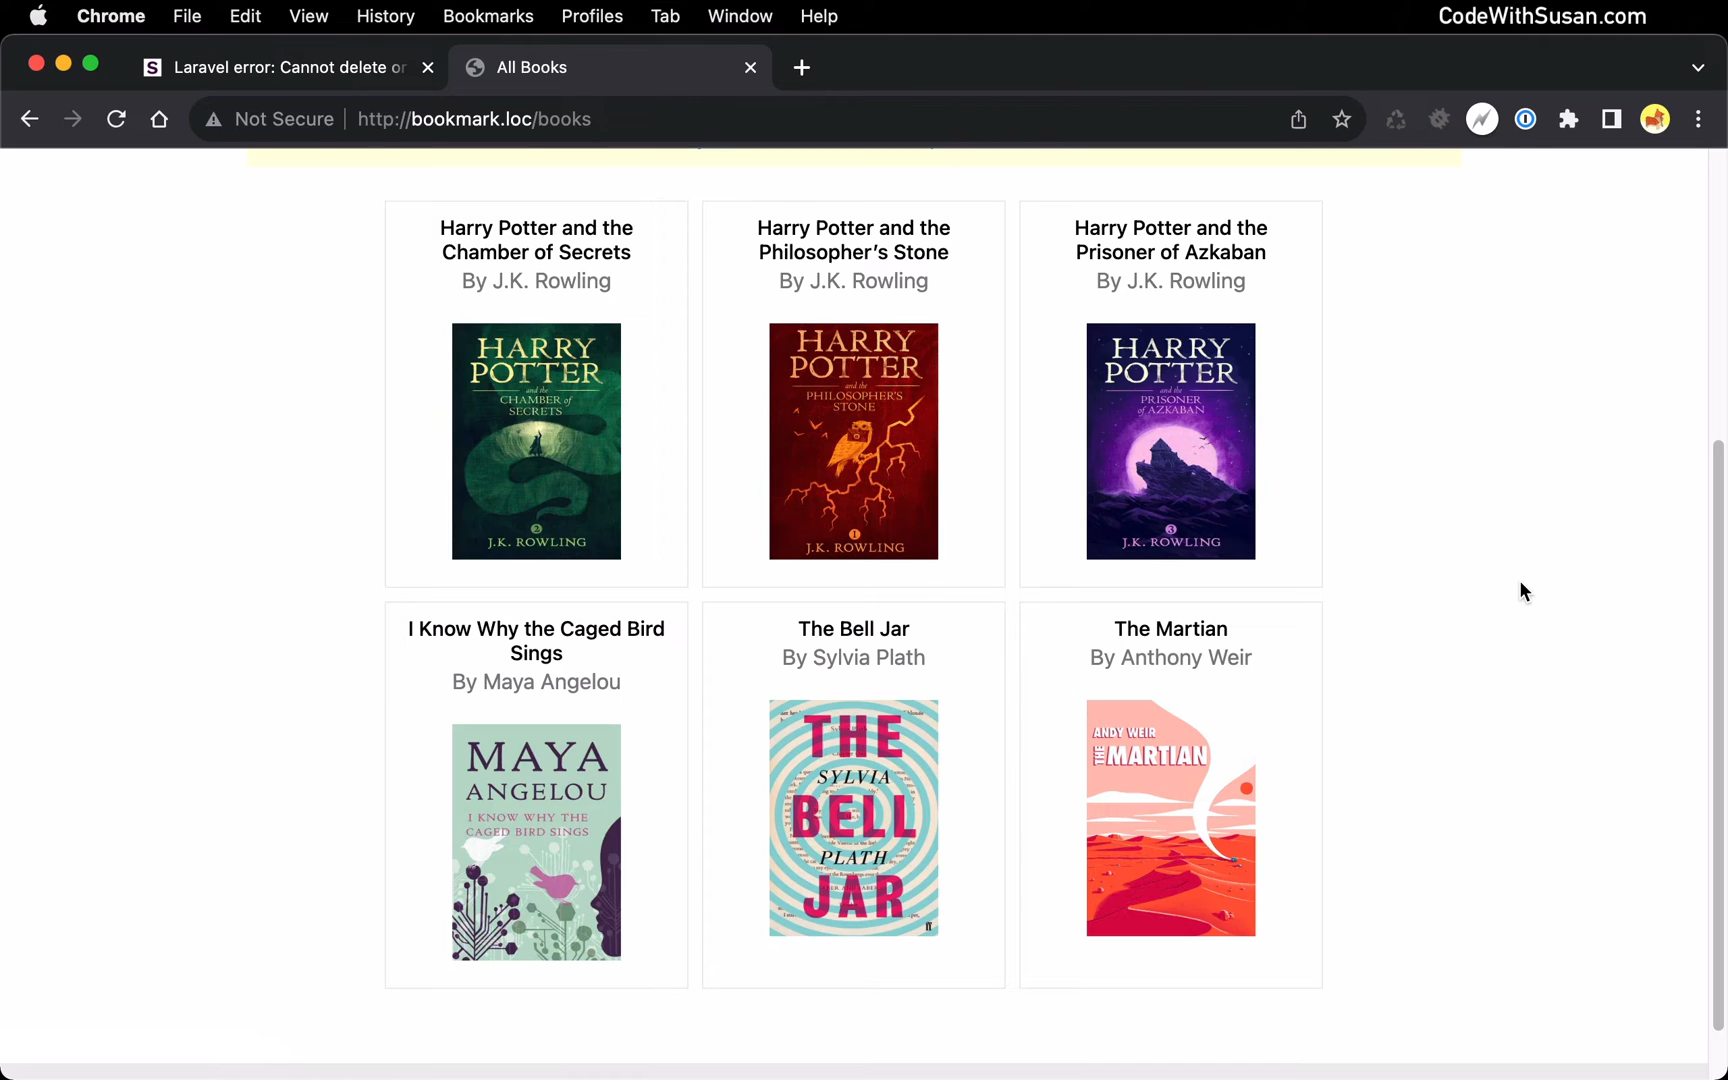 Chrome File Edit View History Bookmarks Profiles Tab Window Help CodeWithSusan.com
S Laravel error: Cannot delete or All Books
Not Secure http://bookmark.loc/books
Harry Potter and the
Chamber of Secrets
By J.K. Rowling
HARRY
POTTER
and the
CHAMBER of
SECRETS
2
J.K. ROWLING
Harry Potter and the
Philosopher’s Stone
By J.K. Rowling
HARRY
POTTER
and the
PHILOSOPHER'S
STONE
1
J.K. ROWLING
Harry Potter and the
Prisoner of Azkaban
By J.K. Rowling
HARRY
POTTER
and the
PRISONER
of AZKABAN
3
J.K. ROWLING
I Know Why the Caged Bird
Sings
By Maya Angelou
MAYA
ANGELOU
I KNOW WHY THE
CAGED BIRD SINGS
The Bell Jar
By Sylvia Plath
THE
SYLVIA
BELL
PLATH
JAR
The Martian
By Anthony Weir
ANDY WEIR
THE MARTIAN